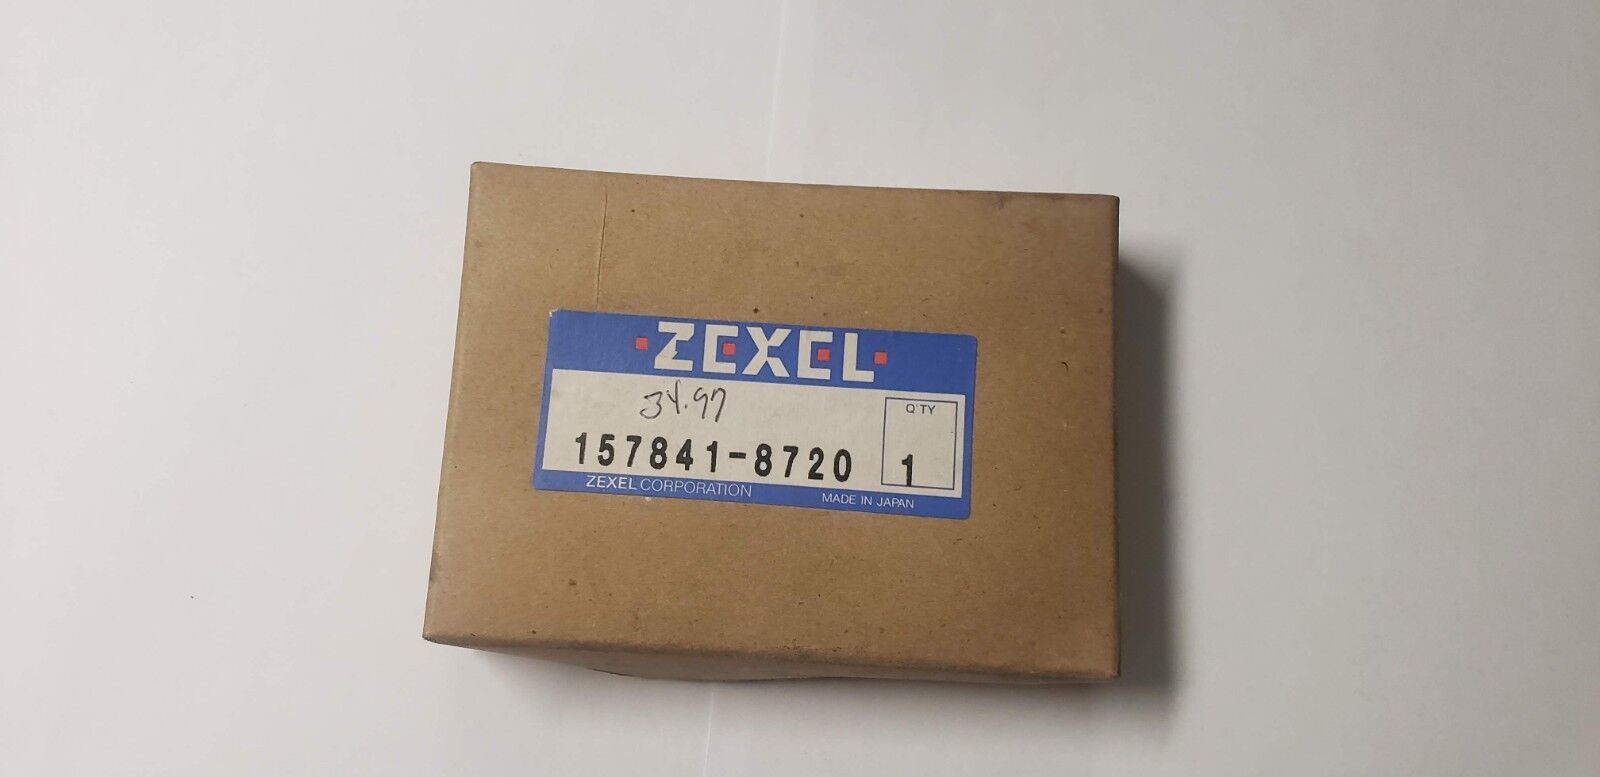 ZEXEL
34.97
Q'TY
157841-8720
1
ZEXEL CORPORATION
MADE IN JAPAN